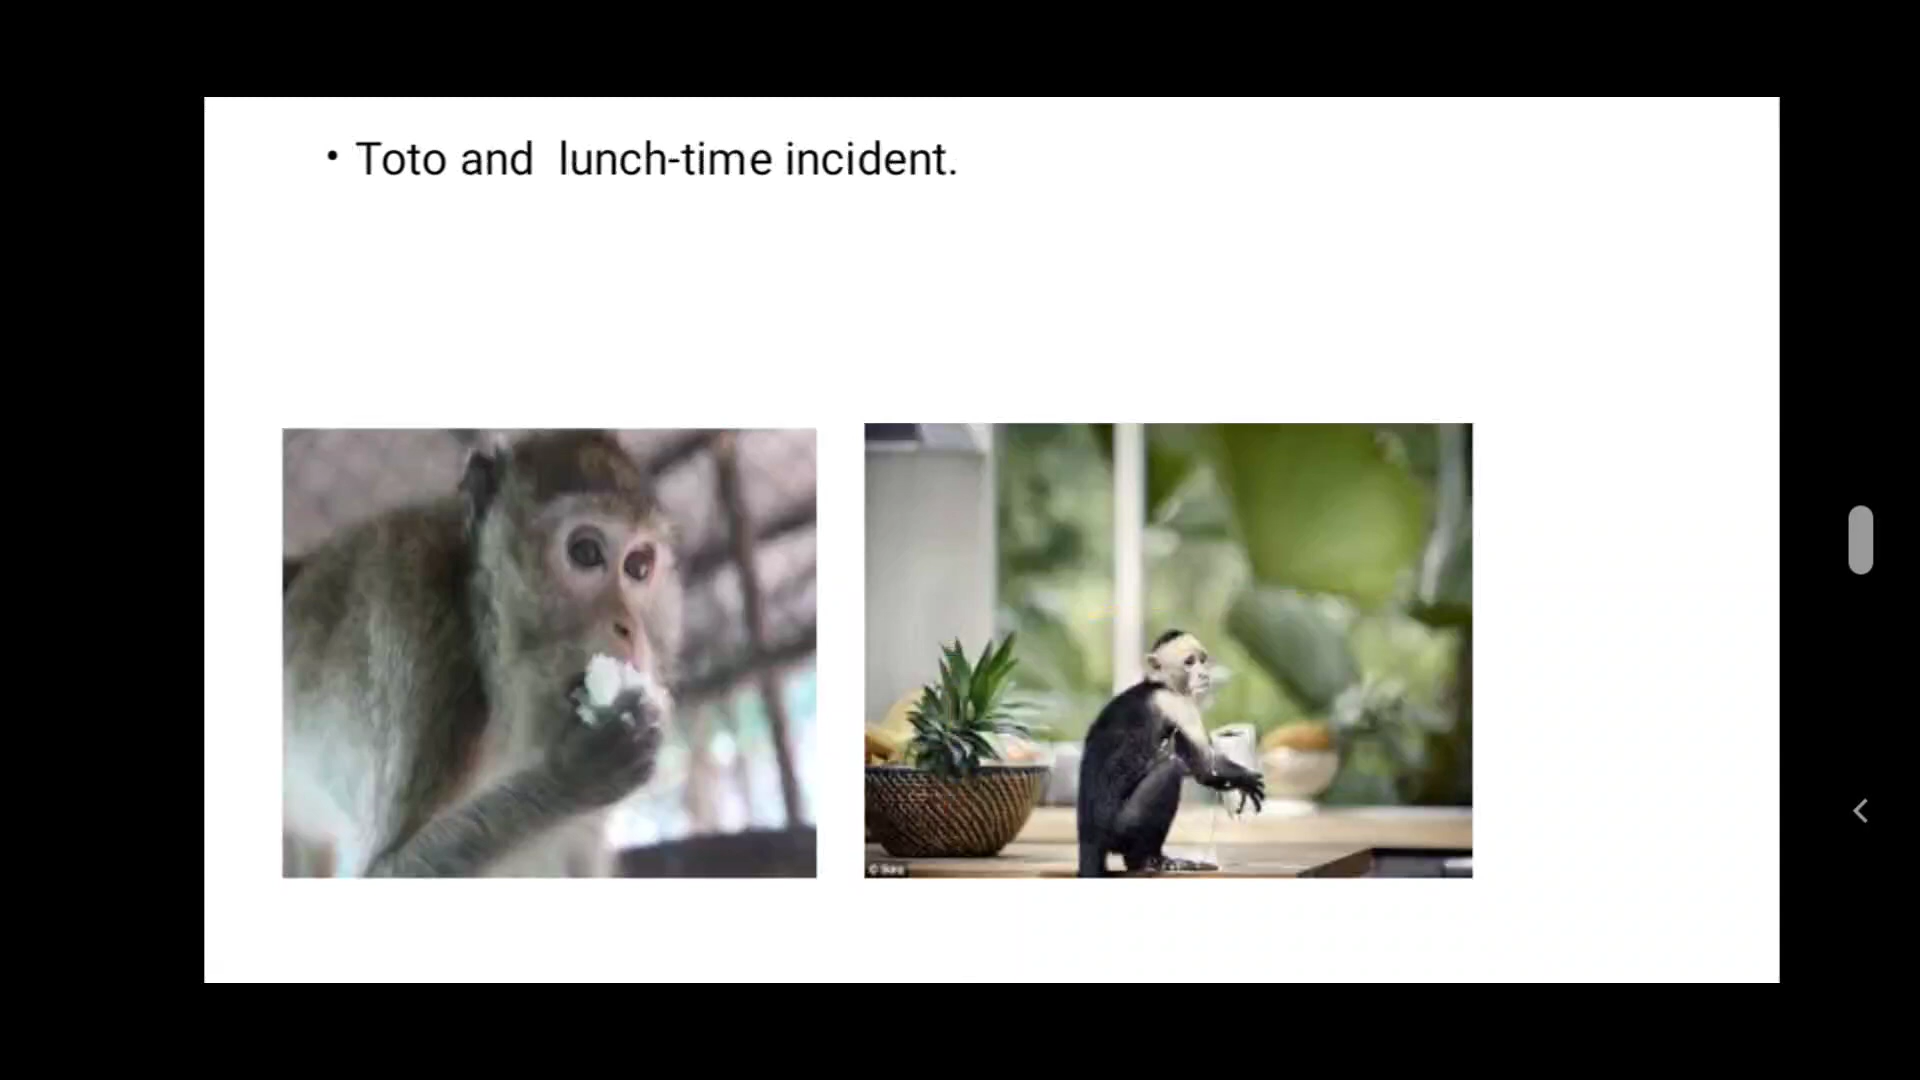 • Toto and  lunch-time incident.